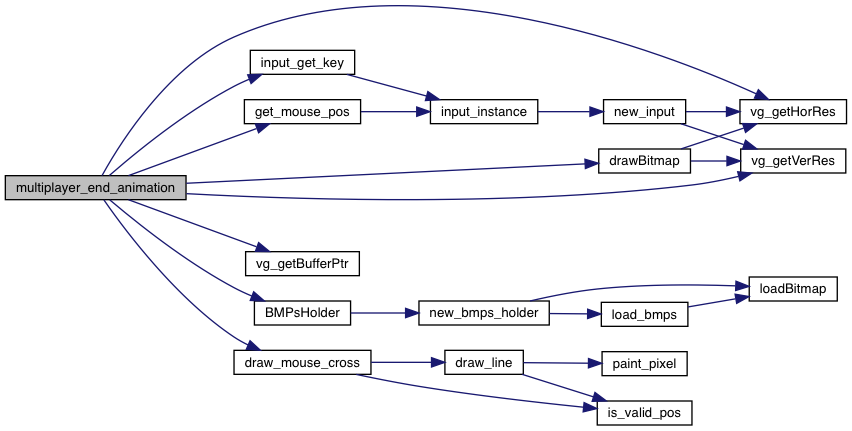 multiplayer_end_animation
input_get_key
get_mouse_pos
input_instance
new_input
vg_getHorRes
drawBitmap
vg_getVerRes
vg_getBufferPtr
BMPsHolder
new_bmps_holder
load_bmps
loadBitmap
draw_mouse_cross
draw_line
paint_pixel
is_valid_pos